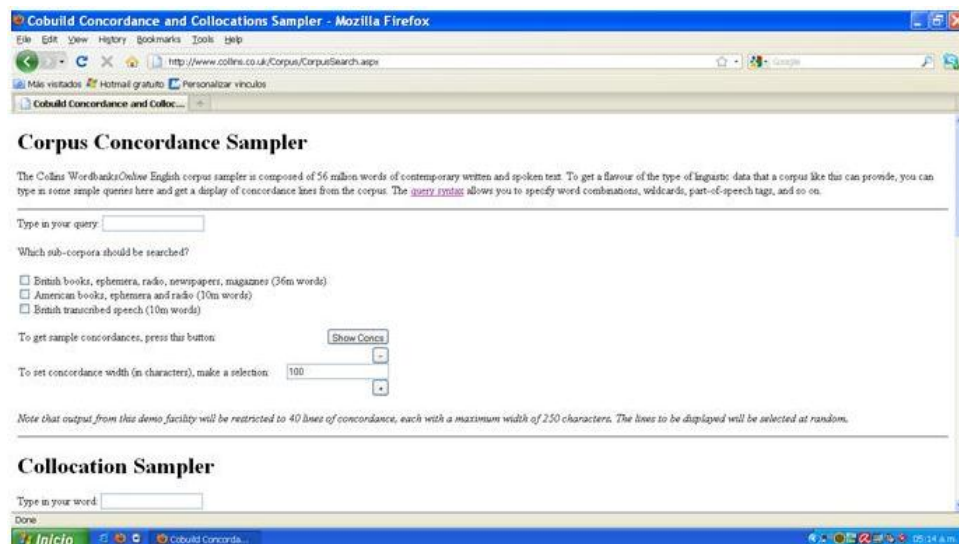 Cobuild Concordance and Collocations Sampler - Mozilla Firefox
File Edit View History Bookmarks Tools Help
http://www.collins.co.uk/Corpus/CorpusSearch.aspx
Google
Más visitados Hotmail gratuito Personalizar vínculos
Cobuild Concordance and Colloc...
Corpus Concordance Sampler
The Collins WordbanksOnline English corpus sampler is composed of 56 million words of contemporary written and spoken text. To get a flavour of the type of linguistic data that a corpus like this can provide, you can
type in some simple queries here and get a display of concordance lines from the corpus. The query syntax allows you to specify word combinations, wildcards, part-of-speech tags, and so on.
Type in your query:
Which sub-corpora should be searched?
British books, ephemera, radio, newspapers, magazines (36m words)
American books, ephemera and radio (10m words)
British transcribed speech (10m words)
To get sample concordances, press this button: Show Concs
-
To set concordance width (in characters), make a selection: 100
+
Note that output from this demo facility will be restricted to 40 lines of concordance, each with a maximum width of 250 characters. The lines to be displayed will be selected at random.
Collocation Sampler
Type in your word:
Done
Inicio Cobuild Concorda... 05:14 a.m.